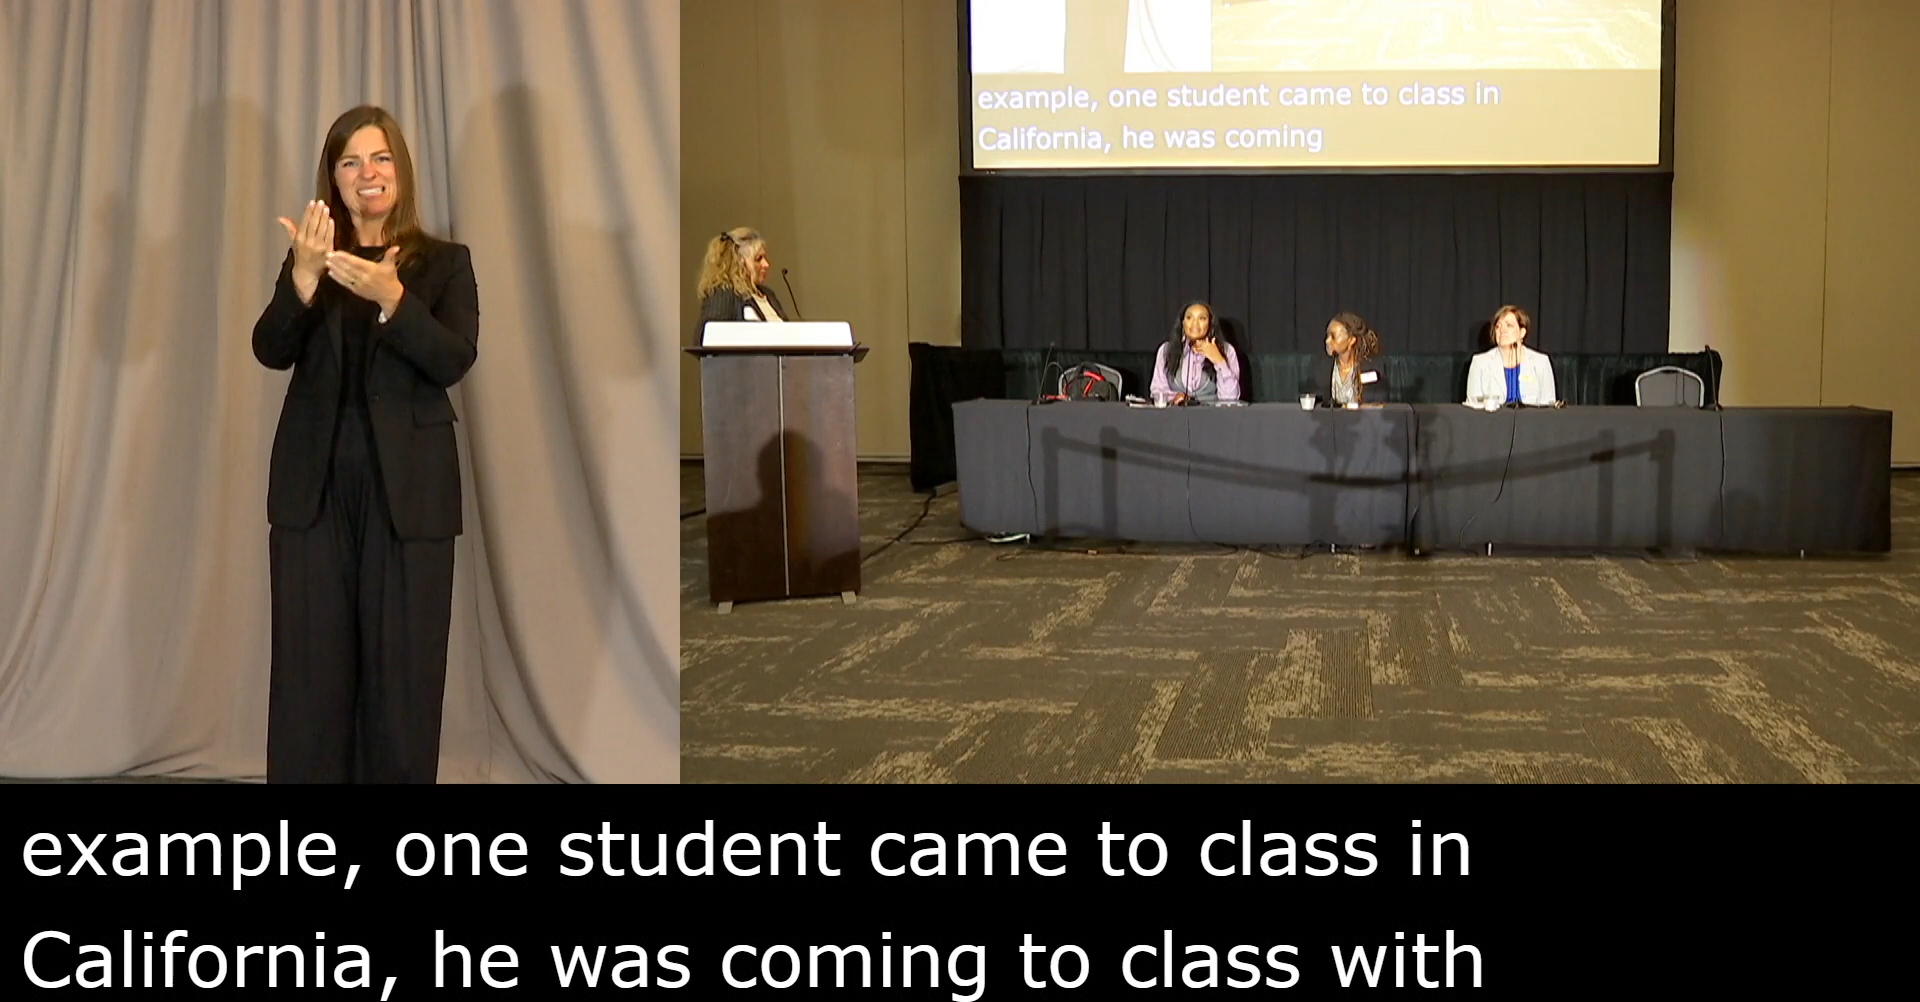 example, one student came to class in
California, he was coming
example, one student came to class in
California, he was coming to class with